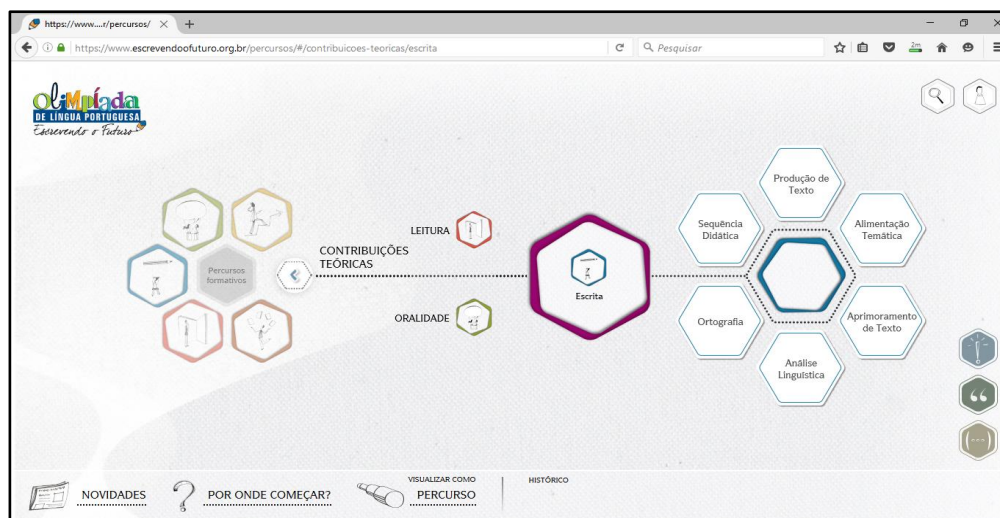 https://www....r/percursos/
https://www.escrevendoofuturo.org.br/percursos/#/contribuicoes-teoricas/escrita
Pesquisar
2m
OLIMPíada
DE LÍNGUA PORTUGUESA
Escrevendo o Futuro
Percursos
formativos
CONTRIBUIÇÕES
TEÓRICAS
LEITURA
ORALIDADE
Escrita
Produção de
Texto
Sequência
Didática
Alimentação
Temática
Ortografia
Aprimoramento
de Texto
Análise
Linguística
NOVIDADES
POR ONDE COMEÇAR?
VISUALIZAR COMO
PERCURSO
HISTÓRICO